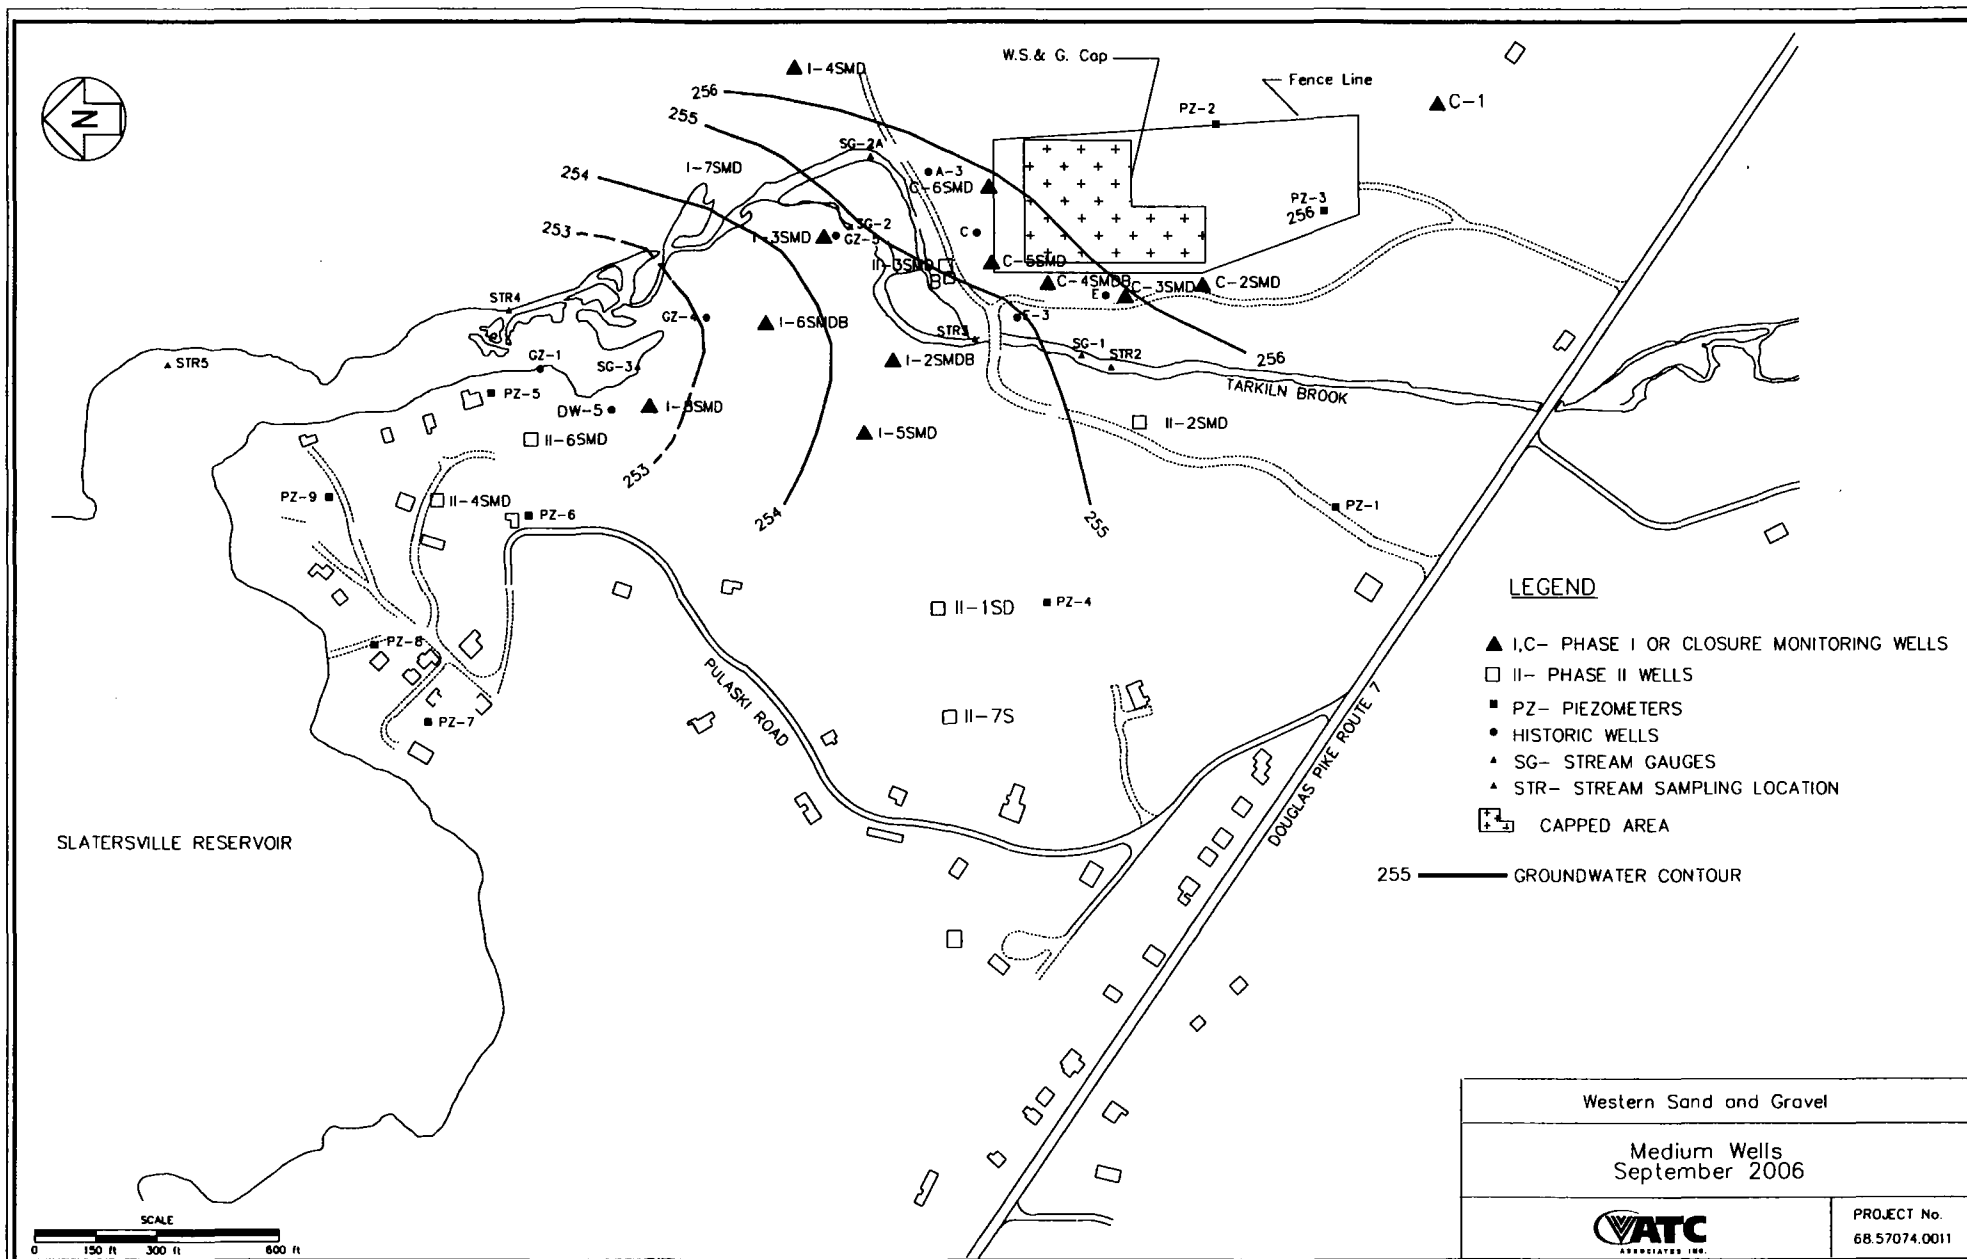 I-4SMD
W.S.& G. Cap
Fence Line
C-1
N
256
PZ-2
255
SG-2A
I-7SMD
A-3
C-6SMD
254
PZ-3
256
253
I-3SMD
SG-2
GZ-5
C
II-3SMD
B
C-5SMD
C-4SMDB
C-3SMD
C-2SMD
E
STR4
GZ-4
I-6SMDB
E-3
STR3
SG-1
STR2
256
STR5
GZ-1
SG-3
I-2SMDB
TARKILN BROOK
PZ-5
DW-5
I-8SMD
II-6SMD
I-5SMD
II-2SMD
253
PZ-9
II-4SMD
PZ-6
254
255
PZ-1
II-1SD
PZ-4
PZ-8
PZ-7
II-7S
PULASKI ROAD
DOUGLAS PIKE ROUTE 7
SLATERSVILLE RESERVOIR
LEGEND
I,C- PHASE I OR CLOSURE MONITORING WELLS
II- PHASE II WELLS
PZ- PIEZOMETERS
HISTORIC WELLS
SG- STREAM GAUGES
STR- STREAM SAMPLING LOCATION
CAPPED AREA
255 GROUNDWATER CONTOUR
SCALE
0 150 ft 300 ft 600 ft
Western Sand and Gravel
Medium Wells
September 2006
ATC
ASSOCIATES INC.
PROJECT No.
68.57074.0011